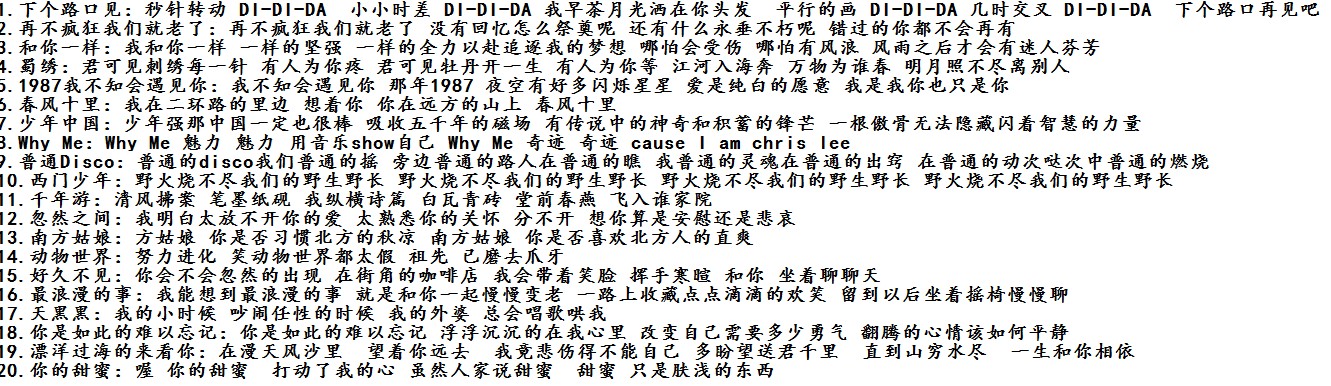 1.下个路口见：秒针转动 DI-DI-DA  小小时差 DI-DI-DA 我早茶月光洒在你头发  平行的画 DI-DI-DA 几时交叉 DI-DI-DA  下个路口再见吧
2.再不疯狂我们就老了：再不疯狂我们就老了 没有回忆怎么祭奠呢 还有什么永垂不朽呢 错过的你都不会再有
3.和你一样：我和你一样 一样的坚强 一样的全力以赴追逐我的梦想 哪怕会受伤 哪怕有风浪 风雨之后才会有迷人芬芳
4.蜀绣：君可见刺绣每一针 有人为你疼 君可见牡丹开一生 有人为你等 江河入海奔 万物为谁春 明月照不尽离别人
5.1987我不知会遇见你：我不知会遇见你 那年1987 夜空有好多闪烁星星 爱是纯白的愿意 我是我你也只是你
6.春风十里：我在二环路的里边 想着你 你在远方的山上 春风十里
7.少年中国：少年强那中国一定也很棒 吸收五千年的磁场 有传说中的神奇和积蓄的锋芒 一根傲骨无法隐藏闪着智慧的力量
8.Why Me：Why Me 魅力 魅力 用音乐show自己 Why Me 奇迹 奇迹 cause I am chris lee
9.普通Disco：普通的disco我们普通的摇 旁边普通的路人在普通的瞧 我普通的灵魂在普通的出窍 在普通的动次哒次中普通的燃烧
10.西门少年：野火烧不尽我们的野生野长 野火烧不尽我们的野生野长 野火烧不尽我们的野生野长
11.千年游：清风拂案 笔墨纸砚 我纵横诗篇 白瓦青砖 堂前春燕 飞入谁家院
12.忽然之间：我明白太放不开你的爱 太熟悉你的关怀 分不开 想你算是安慰还是悲哀
13.南方姑娘：方姑娘 你是否习惯北方的秋凉 南方姑娘 你是否喜欢北方人的直爽
14.动物世界：努力进化 笑动物世界都太假 祖先 已磨去爪牙
15.好久不见：你会不会忽然的出现 在街角的咖啡店 我会带着笑脸 挥手寒暄 和你 坐着聊聊天
16.最浪漫的事：我能想到最浪漫的事 就是和你一起慢慢变老 一路上收藏点点滴滴的欢笑 留到以后坐着摇椅慢慢聊
17.天黑黑：我的小时候 吵闹任性的时候 我的外婆 总会唱歌哄我
18.你是如此的难以忘记：你是如此的难以忘记 浮浮沉沉的在我心里 改变自己需要多少勇气 翻腾的心情该如何平静
19.漂洋过海的来看你：在漫天风沙里  望着你远去  我竟悲伤得不能自己 多盼望送君千里  直到山穷水尽  一生和你相依
20.你的甜蜜：喔 你的甜蜜  打动了我的心 虽然人家说甜蜜  甜蜜 只是肤浅的东西